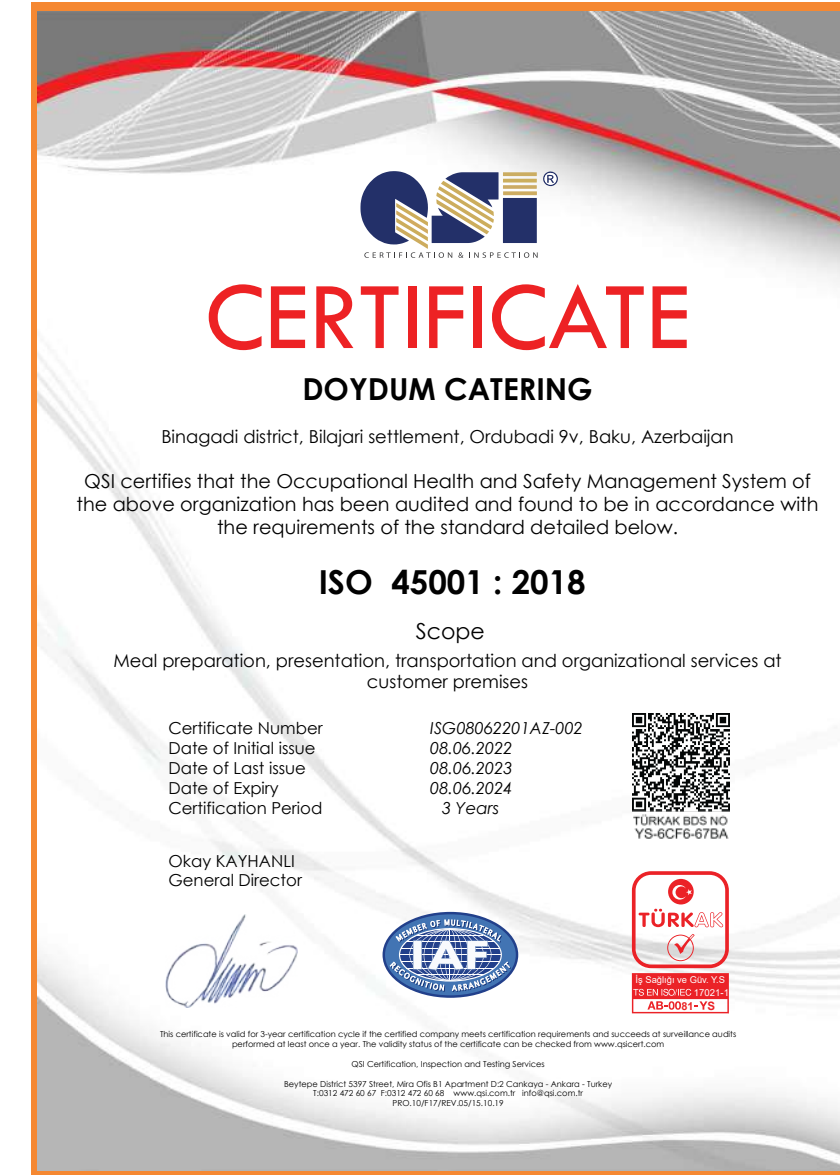 QSI ®
CERTIFICATION & INSPECTION
CERTIFICATE
DOYDUM CATERING
Binagadi district, Bilajari settlement, Ordubadi 9v, Baku, Azerbaijan
QSI certifies that the Occupational Health and Safety Management System of
the above organization has been audited and found to be in accordance with
the requirements of the standard detailed below.
ISO 45001 : 2018
Scope
Meal preparation, presentation, transportation and organizational services at
customer premises
Certificate Number ISG08062201AZ-002
Date of Initial issue 08.06.2022
Date of Last issue 08.06.2023
Date of Expiry 08.06.2024
Certification Period 3 Years
TÜRKAK BDS NO
YS-6CF6-67BA
Okay KAYHANLI
General Director
MEMBER OF MULTILATERAL
IAF
RECOGNITION ARRANGEMENT
TÜRKAK
İş Sağlığı ve Güv. Y.S
TS EN ISO/IEC 17021-1
AB-0081-YS
This certificate is valid for 3-year certification cycle if the certified company meets certification requirements and succeeds at surveillance audits
performed at least once a year. The validity status of the certificate can be checked from www.qsicert.com
QSI Certification, Inspection and Testing Services
Beytepe District 5397 Street, Mira Ofis B1 Apartment D:2 Cankaya - Ankara - Turkey
T:0312 472 60 67 F:0312 472 60 68 www.qsi.com.tr info@qsi.com.tr
PRO.10/F17/REV.05/15.10.19